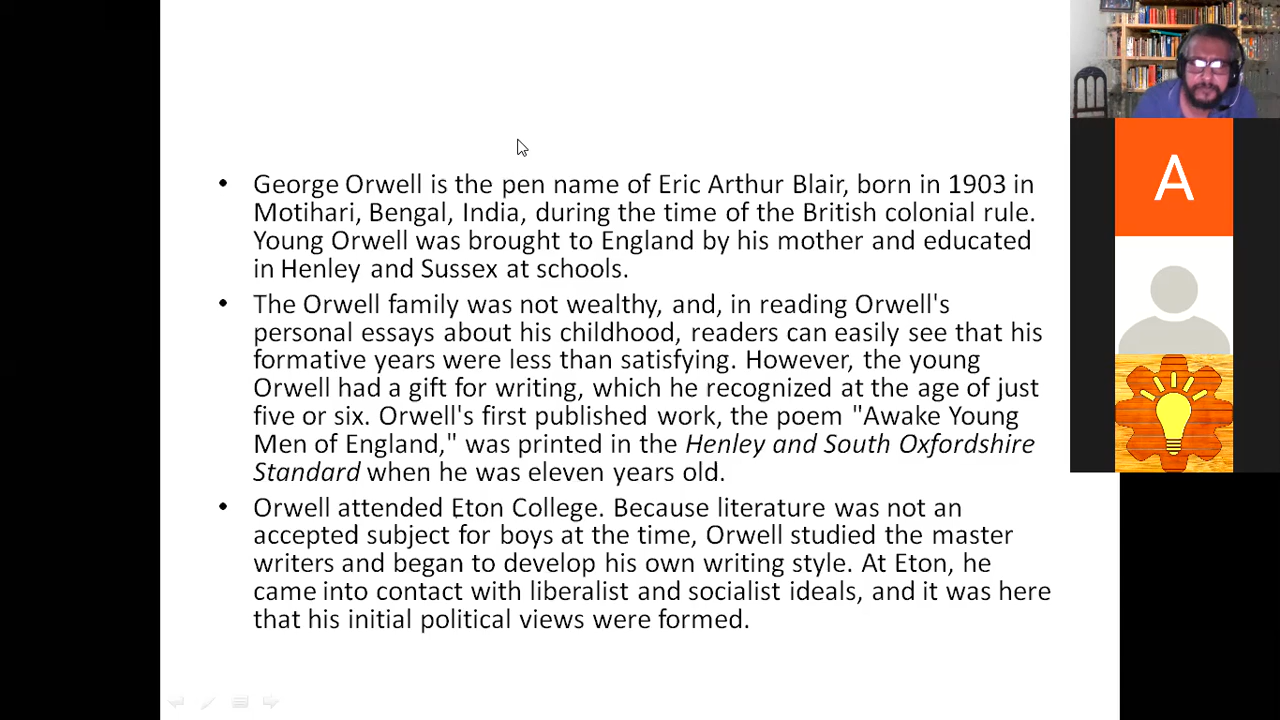 • George Orwell is the pen name of Eric Arthur Blair, born in 1903 in
Motihari, Bengal, India, during the time of the British colonial rule.
Young Orwell was brought to England by his mother and educated
in Henley and Sussex at schools.
• The Orwell family was not wealthy, and, in reading Orwell's
personal essays about his childhood, readers can easily see that his
formative years were less than satisfying. However, the young
Orwell had a gift for writing, which he recognized at the age of just
five or six. Orwell's first published work, the poem "Awake Young
Men of England," was printed in the Henley and South Oxfordshire
Standard when he was eleven years old.
• Orwell attended Eton College. Because literature was not an
accepted subject for boys at the time, Orwell studied the master
writers and began to develop his own writing style. At Eton, he
came into contact with liberalist and socialist ideals, and it was here
that his initial political views were formed.
A